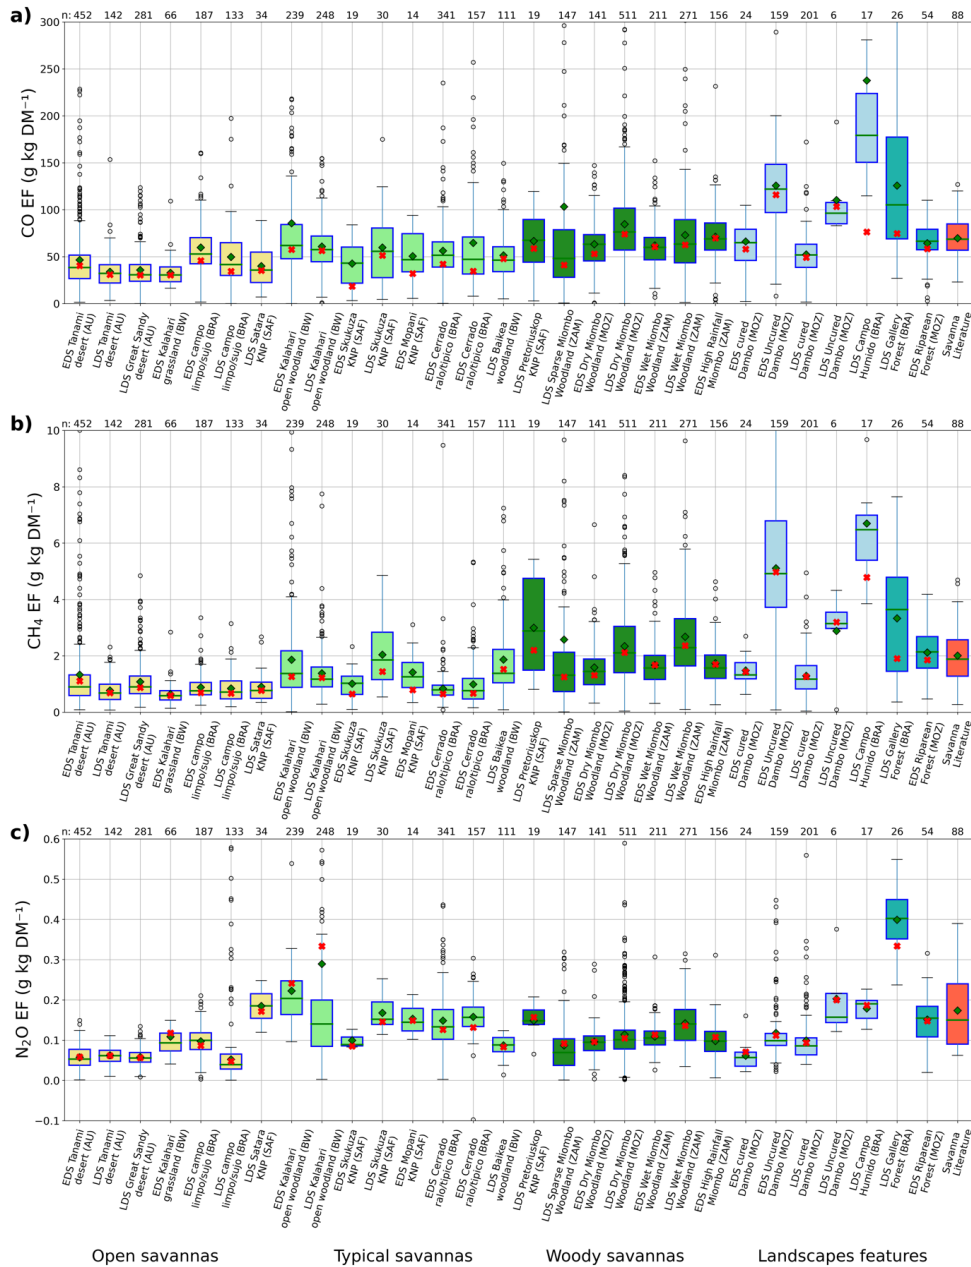 a)
n: 452 142 281 66 187 133 34 239 248 19 30 14 341 157 111 19 147 141 511 211 271 156 24 159 201 6 17 26 54 88
CO EF (g kg DM⁻¹)
300
250
200
150
100
50
0
EDS Tanami
desert (AU)
LDS Tanami
desert (AU)
LDS Great Sandy
desert (AU)
EDS Kalahari
grassland (BW)
EDS campo
limpo/sujo (BRA)
LDS campo
limpo/sujo (BRA)
LDS Satara
KNP (SAF)
EDS Kalahari
open woodland (BW)
LDS Kalahari
open woodland (BW)
EDS Skukuza
KNP (SAF)
LDS Skukuza
KNP (SAF)
EDS Mopani
KNP (SAF)
EDS Cerrado
ralo/tipico (BRA)
EDS Cerrado
ralo/tipico (BRA)
LDS Baikea
woodland (BW)
LDS Pretoriuskop
KNP (SAF)
LDS Sparse Miombo
Woodland (ZAM)
EDS Dry Miombo
Woodland (MOZ)
LDS Dry Miombo
Woodland (MOZ)
EDS Wet Miombo
Woodland (ZAM)
LDS Wet Miombo
Woodland (ZAM)
EDS High Rainfall
Miombo (ZAM)
EDS cured
Dambo (MOZ)
EDS Uncured
Dambo (MOZ)
LDS cured
Dambo (MOZ)
LDS Uncured
Dambo (MOZ)
LDS Campo
Humido (BRA)
LDS Gallery
Forest (BRA)
EDS Riparean
Forest (MOZ)
Savanna
Literature
b)
n: 452 142 281 66 187 133 34 239 248 19 30 14 341 157 111 19 147 141 511 211 271 156 24 159 201 6 17 26 54 88
CH₄ EF (g kg DM⁻¹)
10
8
6
4
2
0
EDS Tanami
desert (AU)
LDS Tanami
desert (AU)
LDS Great Sandy
desert (AU)
EDS Kalahari
grassland (BW)
EDS campo
limpo/sujo (BRA)
LDS campo
limpo/sujo (BRA)
LDS Satara
KNP (SAF)
EDS Kalahari
open woodland (BW)
LDS Kalahari
open woodland (BW)
EDS Skukuza
KNP (SAF)
LDS Skukuza
KNP (SAF)
EDS Mopani
KNP (SAF)
EDS Cerrado
ralo/tipico (BRA)
EDS Cerrado
ralo/tipico (BRA)
LDS Baikea
woodland (BW)
LDS Pretoriuskop
KNP (SAF)
LDS Sparse Miombo
Woodland (ZAM)
EDS Dry Miombo
Woodland (MOZ)
LDS Dry Miombo
Woodland (MOZ)
EDS Wet Miombo
Woodland (ZAM)
LDS Wet Miombo
Woodland (ZAM)
EDS High Rainfall
Miombo (ZAM)
EDS cured
Dambo (MOZ)
EDS Uncured
Dambo (MOZ)
LDS cured
Dambo (MOZ)
LDS Uncured
Dambo (MOZ)
LDS Campo
Humido (BRA)
LDS Gallery
Forest (BRA)
EDS Riparean
Forest (MOZ)
Savanna
Literature
c)
n: 452 142 281 66 187 133 34 239 248 19 30 14 341 157 111 19 147 141 511 211 271 156 24 159 201 6 17 26 54 88
N₂O EF (g kg DM⁻¹)
0.6
0.5
0.4
0.3
0.2
0.1
0.0
−0.1
EDS Tanami
desert (AU)
LDS Tanami
desert (AU)
LDS Great Sandy
desert (AU)
EDS Kalahari
grassland (BW)
EDS campo
limpo/sujo (BRA)
LDS campo
limpo/sujo (BRA)
LDS Satara
KNP (SAF)
EDS Kalahari
open woodland (BW)
LDS Kalahari
open woodland (BW)
EDS Skukuza
KNP (SAF)
LDS Skukuza
KNP (SAF)
EDS Mopani
KNP (SAF)
EDS Cerrado
ralo/tipico (BRA)
EDS Cerrado
ralo/tipico (BRA)
LDS Baikea
woodland (BW)
LDS Pretoriuskop
KNP (SAF)
LDS Sparse Miombo
Woodland (ZAM)
EDS Dry Miombo
Woodland (MOZ)
LDS Dry Miombo
Woodland (MOZ)
EDS Wet Miombo
Woodland (ZAM)
LDS Wet Miombo
Woodland (ZAM)
EDS High Rainfall
Miombo (ZAM)
EDS cured
Dambo (MOZ)
EDS Uncured
Dambo (MOZ)
LDS cured
Dambo (MOZ)
LDS Uncured
Dambo (MOZ)
LDS Campo
Humido (BRA)
LDS Gallery
Forest (BRA)
EDS Riparean
Forest (MOZ)
Savanna
Literature
Open savannas
Typical savannas
Woody savannas
Landscapes features